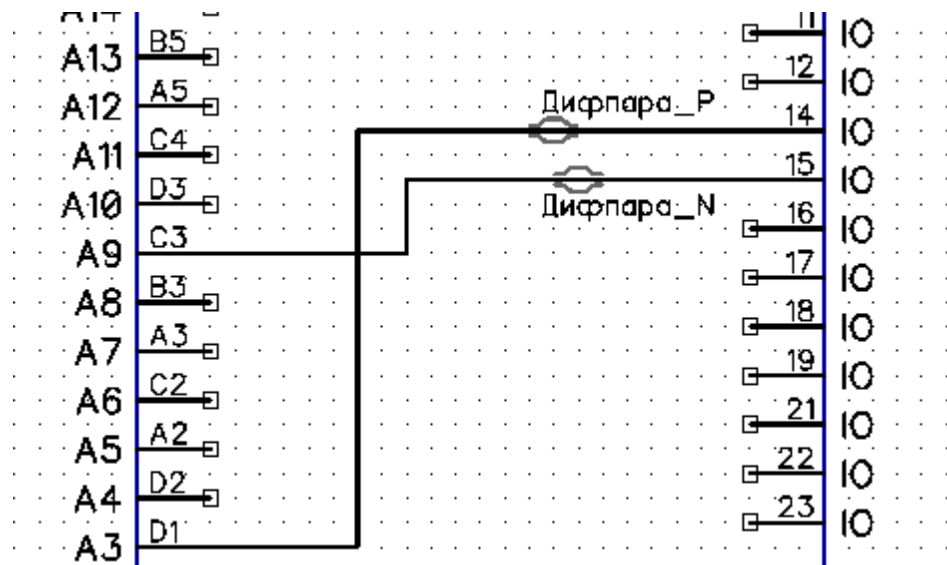 A14
11 IO
A13 B5
12 IO
A12 A5
Дифпара_P
14 IO
A11 C4
15 IO
A10 D3
Дифпара_N
16 IO
A9 C3
17 IO
A8 B3
18 IO
A7 A3
19 IO
A6 C2
21 IO
A5 A2
22 IO
A4 D2
23 IO
A3 D1